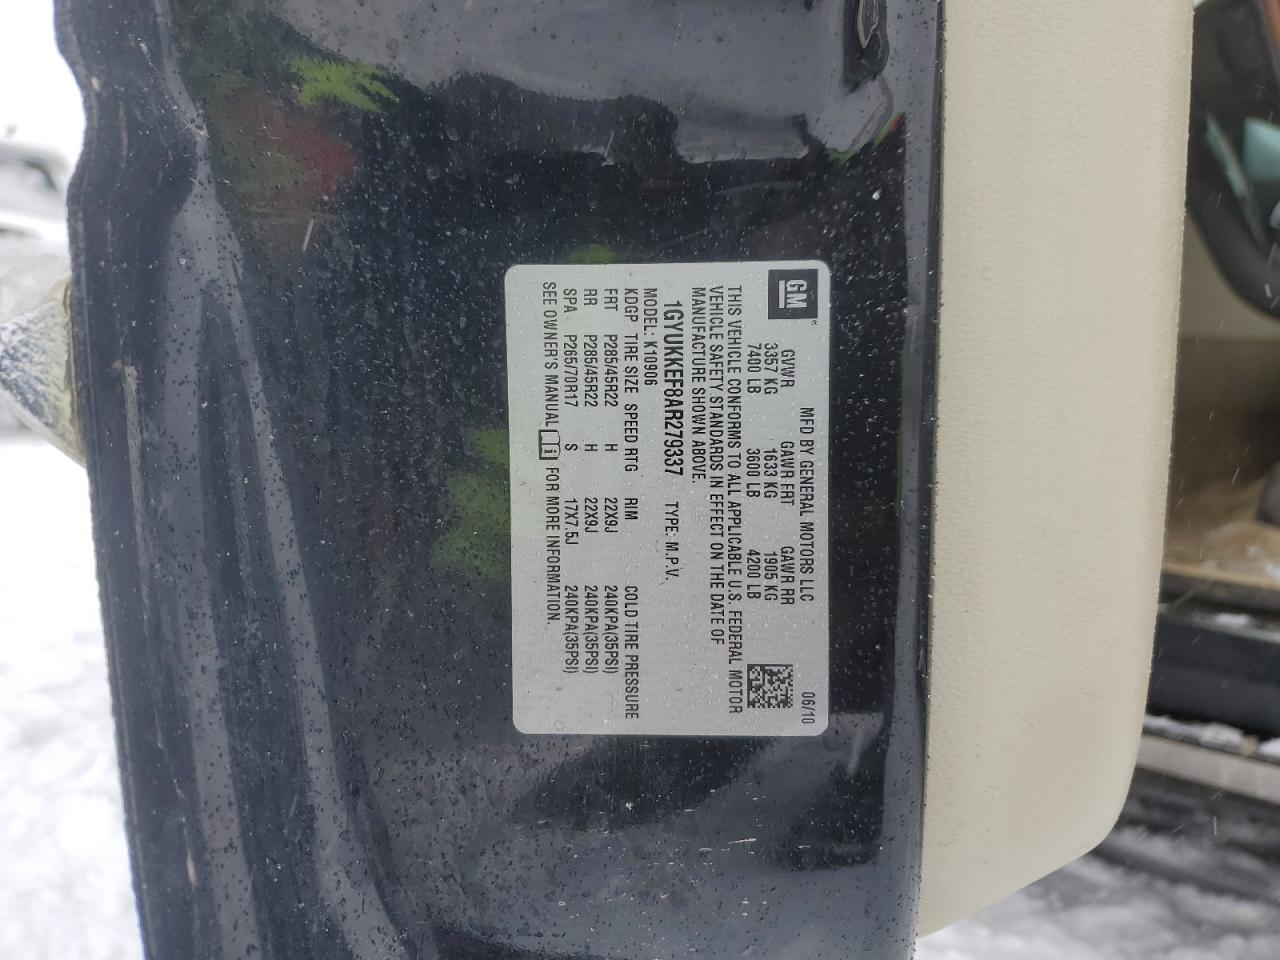 GM®
MFD BY GENERAL MOTORS LLC 06/10
GVWR GAWR FRT GAWR RR
3357 KG 1633 KG 1905 KG
7400 LB 3600 LB 4200 LB
THIS VEHICLE CONFORMS TO ALL APPLICABLE U.S. FEDERAL MOTOR
VEHICLE SAFETY STANDARDS IN EFFECT ON THE DATE OF
MANUFACTURE SHOWN ABOVE.
1GYUKKEF8AR279337 TYPE: M.P.V.
MODEL: K10906
KDGP TIRE SIZE SPEED RTG RIM COLD TIRE PRESSURE
FRT P285/45R22 H 22X9J 240KPA(35PSI)
RR P285/45R22 H 22X9J 240KPA(35PSI)
SPA P265/70R17 S 17X7.5J 240KPA(35PSI)
SEE OWNER'S MANUAL i FOR MORE INFORMATION.